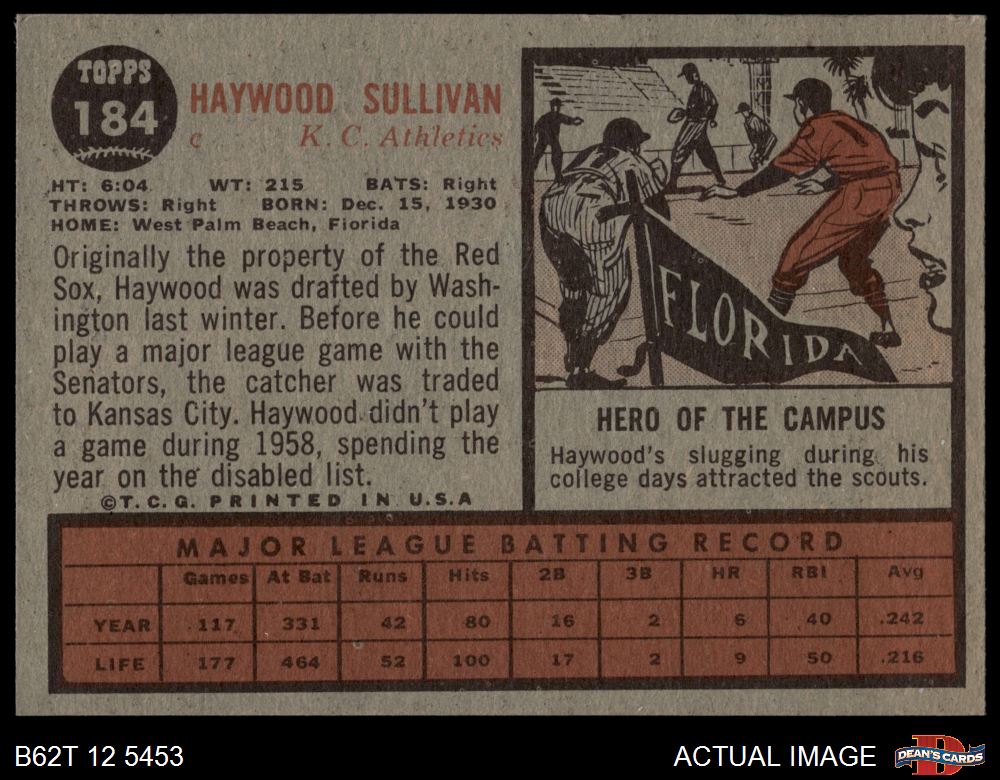 TOPPS
184
HAYWOOD SULLIVAN
c K. C. Athletics
HT: 6:04 WT: 215 BATS: Right
THROWS: Right BORN: Dec. 15, 1930
HOME: West Palm Beach, Florida
Originally the property of the Red
Sox, Haywood was drafted by Wash-
ington last winter. Before he could
play a major league game with the
Senators, the catcher was traded
to Kansas City. Haywood didn't play
a game during 1958, spending the
year on the disabled list.
©T.C.G. PRINTED IN U.S.A
FLORIDA
HERO OF THE CAMPUS
Haywood's slugging during his
college days attracted the scouts.
MAJOR LEAGUE BATTING RECORD
Games At Bat Runs Hits 2B 3B HR RBI Avg
YEAR 117 331 42 80 16 2 6 40 .242
LIFE 177 464 52 100 17 2 9 50 .216
B62T 12 5453
ACTUAL IMAGE
DEAN'S CARDS